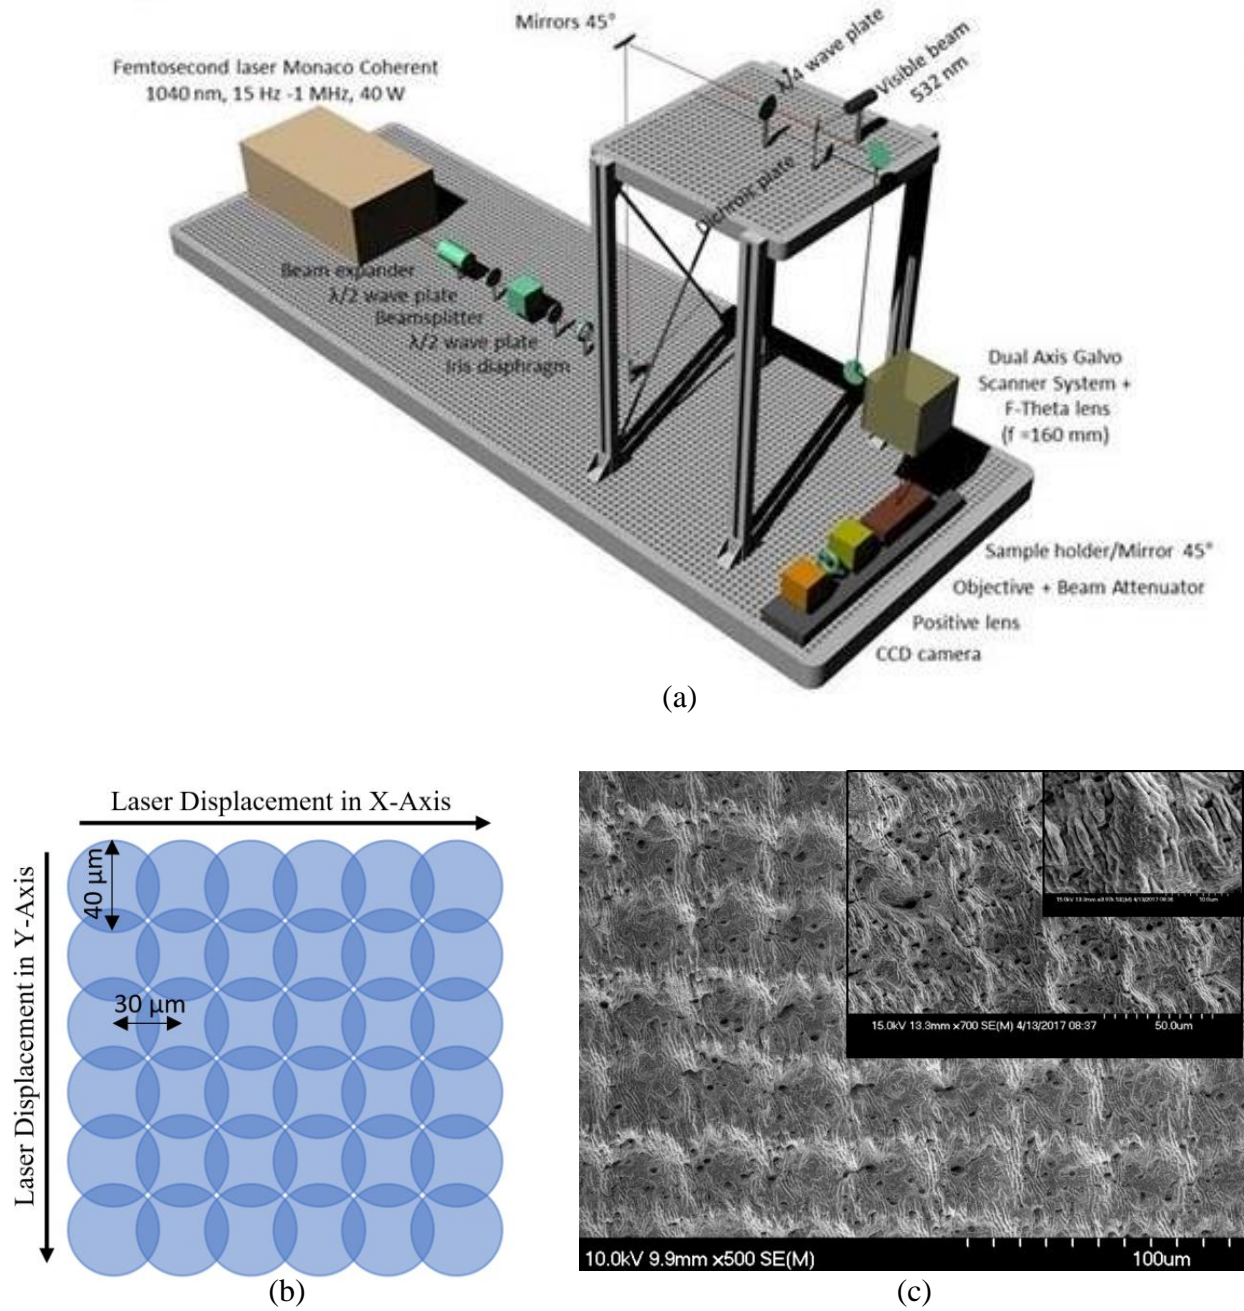 Mirrors 45°
λ/4 wave plate
Visible beam
532 nm
Femtosecond laser Monaco Coherent
1040 nm, 15 Hz -1 MHz, 40 W
Dichroic plate
Beam expander
λ/2 wave plate
Beamsplitter
λ/2 wave plate
Iris diaphragm
Dual Axis Galvo
Scanner System +
F-Theta lens
(f =160 mm)
Sample holder/Mirror 45°
Objective + Beam Attenuator
Positive lens
CCD camera
(a)
Laser Displacement in X-Axis
Laser Displacement in Y-Axis
40 µm
30 µm
(b)
15.0kV 13.3mm x700 SE(M) 4/13/2017 08:37
50.0um
10.0kV 9.9mm x500 SE(M)
100um
(c)